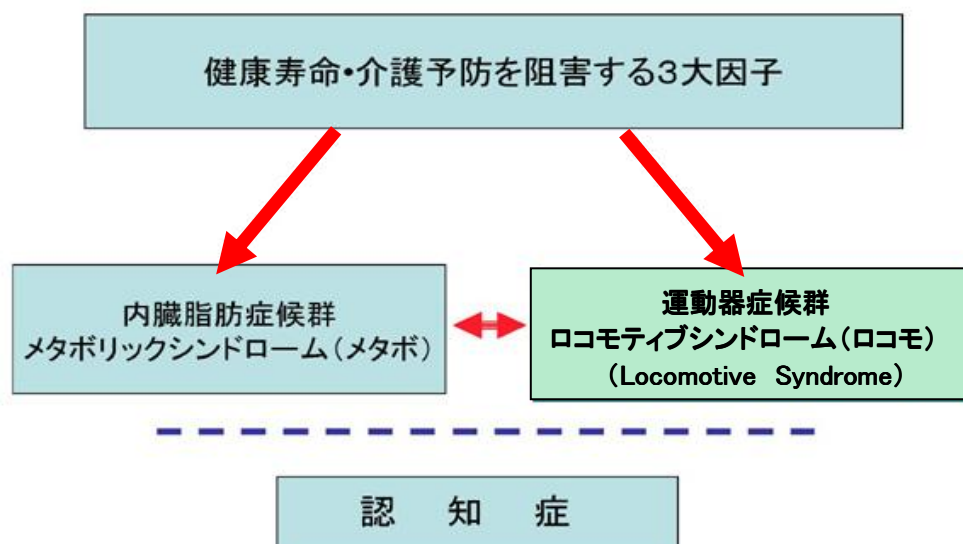 健康寿命・介護予防を阻害する３大因子
内臓脂肪症候群
メタボリックシンドローム（メタボ）
運動器症候群
ロコモティブシンドローム（ロコモ）
（Locomotive Syndrome）
認 知 症